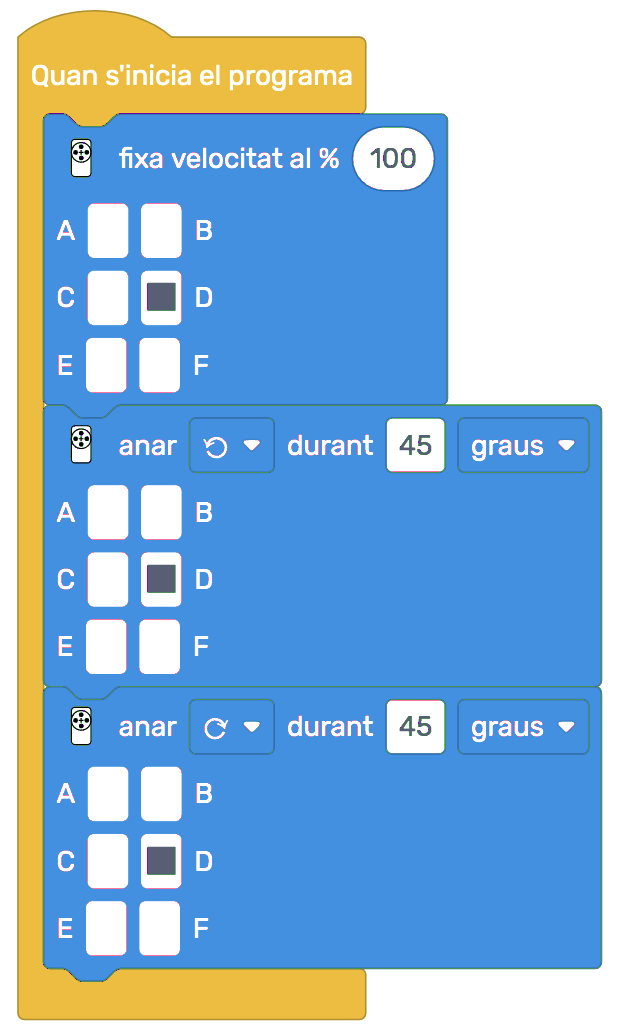 Quan s'inicia el programa
fixa velocitat al % 100
A B
C D
E F
anar durant 45 graus
A B
C D
E F
anar durant 45 graus
A B
C D
E F